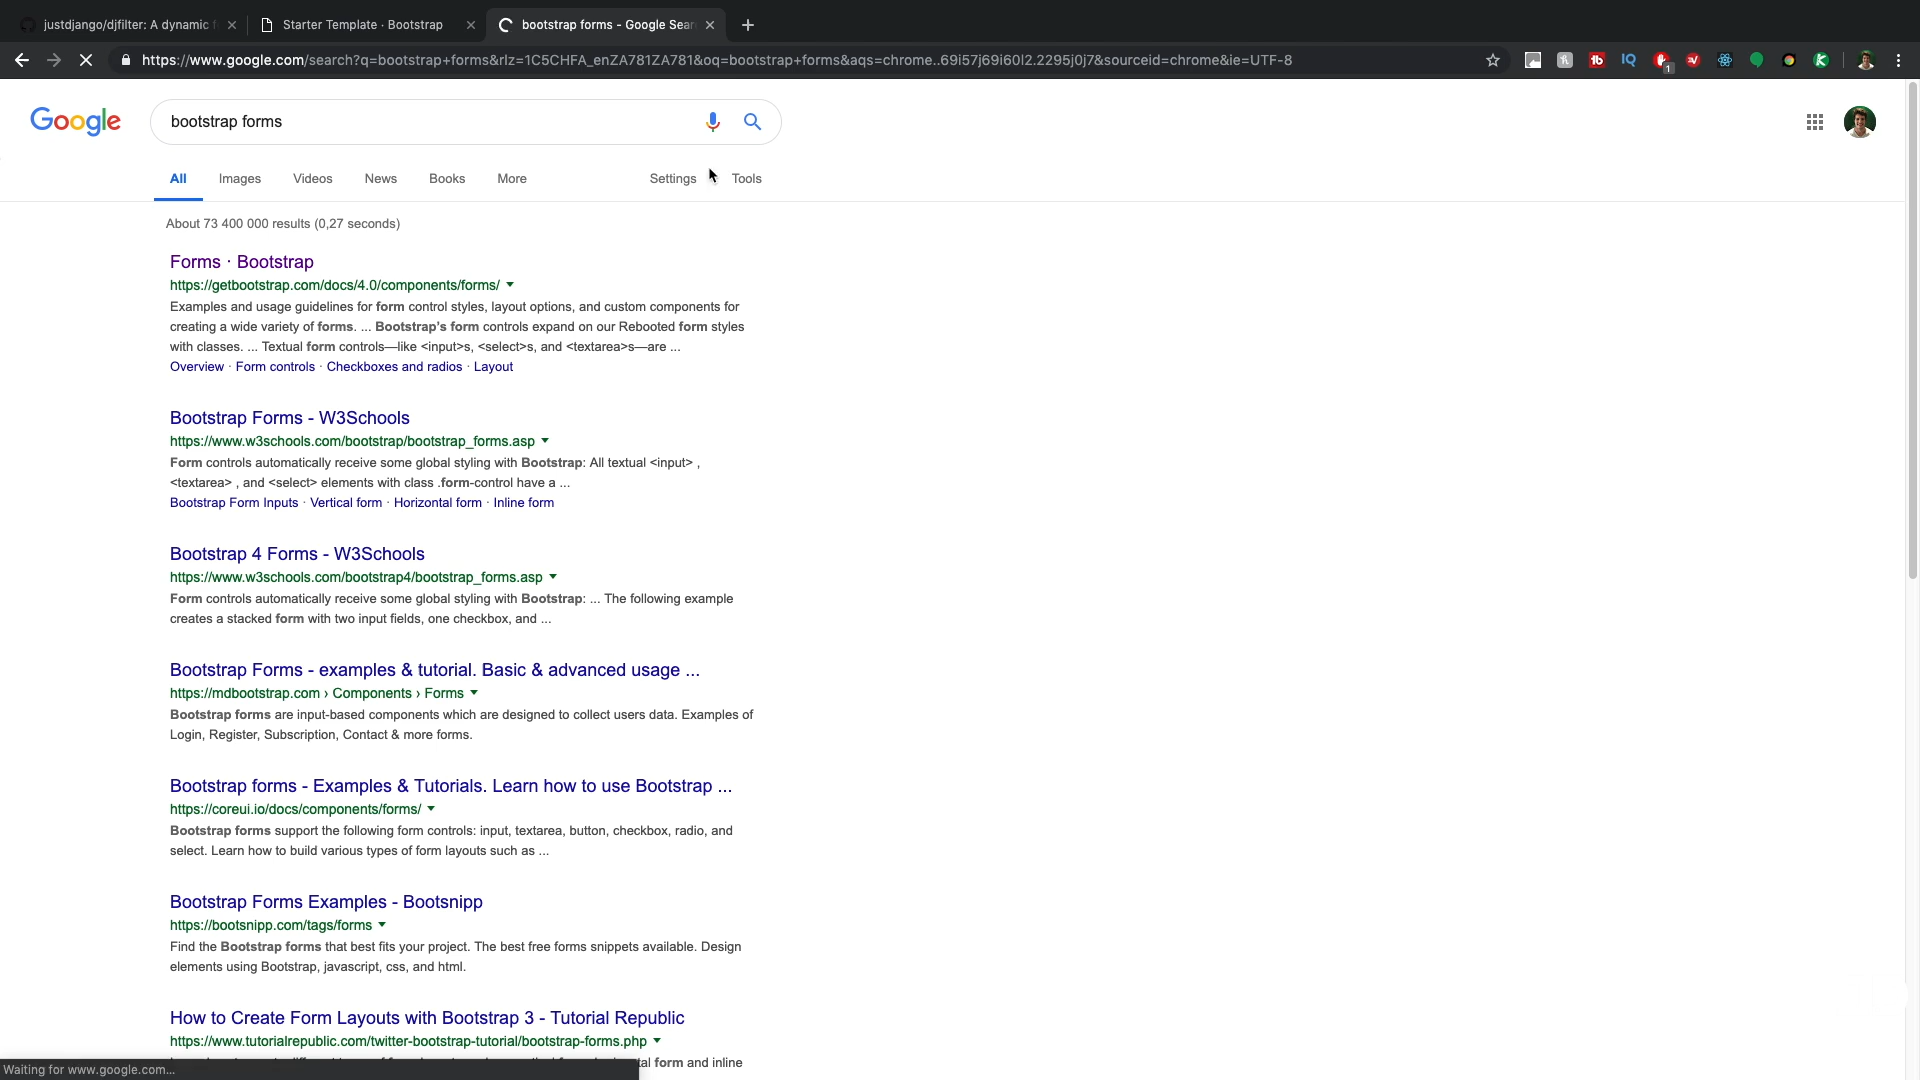 justdjango/djfilter: A dynamic f
Starter Template · Bootstrap
bootstrap forms - Google Sear
https://www.google.com/search?q=bootstrap+forms&rlz=1C5CHFA_enZA781ZA781&oq=bootstrap+forms&aqs=chrome..69i57j69i60l2.2295j0j7&sourceid=chrome&ie=UTF-8
Google
bootstrap forms
All Images Videos News Books More Settings Tools
About 73 400 000 results (0,27 seconds)
Forms · Bootstrap
https://getbootstrap.com/docs/4.0/components/forms/
Examples and usage guidelines for form control styles, layout options, and custom components for
creating a wide variety of forms. ... Bootstrap's form controls expand on our Rebooted form styles
with classes. ... Textual form controls—like <input>s, <select>s, and <textarea>s—are ...
Overview · Form controls · Checkboxes and radios · Layout
Bootstrap Forms - W3Schools
https://www.w3schools.com/bootstrap/bootstrap_forms.asp
Form controls automatically receive some global styling with Bootstrap: All textual <input> ,
<textarea> , and <select> elements with class .form-control have a ...
Bootstrap Form Inputs · Vertical form · Horizontal form · Inline form
Bootstrap 4 Forms - W3Schools
https://www.w3schools.com/bootstrap4/bootstrap_forms.asp
Form controls automatically receive some global styling with Bootstrap: ... The following example
creates a stacked form with two input fields, one checkbox, and ...
Bootstrap Forms - examples & tutorial. Basic & advanced usage ...
https://mdbootstrap.com › Components › Forms
Bootstrap forms are input-based components which are designed to collect users data. Examples of
Login, Register, Subscription, Contact & more forms.
Bootstrap forms - Examples & Tutorials. Learn how to use Bootstrap ...
https://coreui.io/docs/components/forms/
Bootstrap forms support the following form controls: input, textarea, button, checkbox, radio, and
select. Learn how to build various types of form layouts such as ...
Bootstrap Forms Examples - Bootsnipp
https://bootsnipp.com/tags/forms
Find the Bootstrap forms that best fits your project. The best free forms snippets available. Design
elements using Bootstrap, javascript, css, and html.
How to Create Form Layouts with Bootstrap 3 - Tutorial Republic
https://www.tutorialrepublic.com/twitter-bootstrap-tutorial/bootstrap-forms.php
form and inline
Waiting for www.google.com...